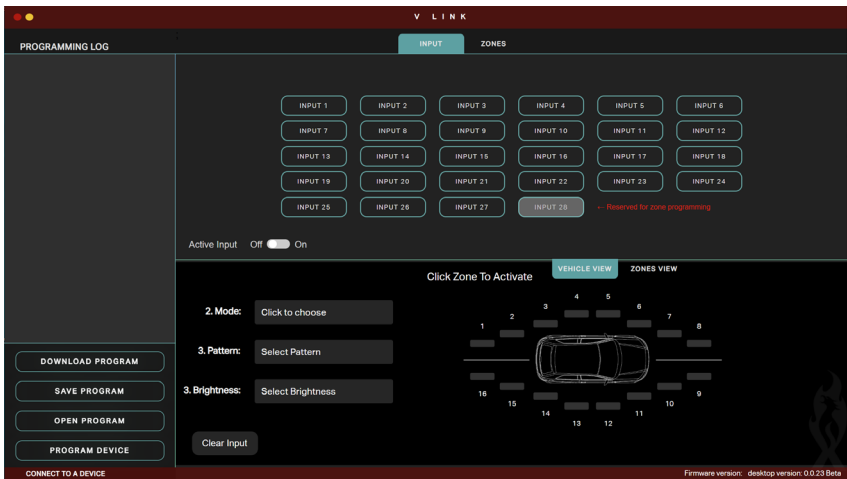 V LINK
PROGRAMMING LOG
INPUT ZONES
INPUT 1 INPUT 2 INPUT 3 INPUT 4 INPUT 5 INPUT 6
INPUT 7 INPUT 8 INPUT 9 INPUT 10 INPUT 11 INPUT 12
INPUT 13 INPUT 14 INPUT 15 INPUT 16 INPUT 17 INPUT 18
INPUT 19 INPUT 20 INPUT 21 INPUT 22 INPUT 23 INPUT 24
INPUT 25 INPUT 26 INPUT 27 INPUT 28 ← Reserved for zone programming
Active Input Off On
Click Zone To Activate VEHICLE VIEW ZONES VIEW
2. Mode: Click to choose
3. Pattern: Select Pattern
3. Brightness: Select Brightness
Clear Input
1 2 3 4 5 6 7 8
16 15 14 13 12 11 10 9
DOWNLOAD PROGRAM
SAVE PROGRAM
OPEN PROGRAM
PROGRAM DEVICE
CONNECT TO A DEVICE
Firmware version: desktop version: 0.0.23 Beta